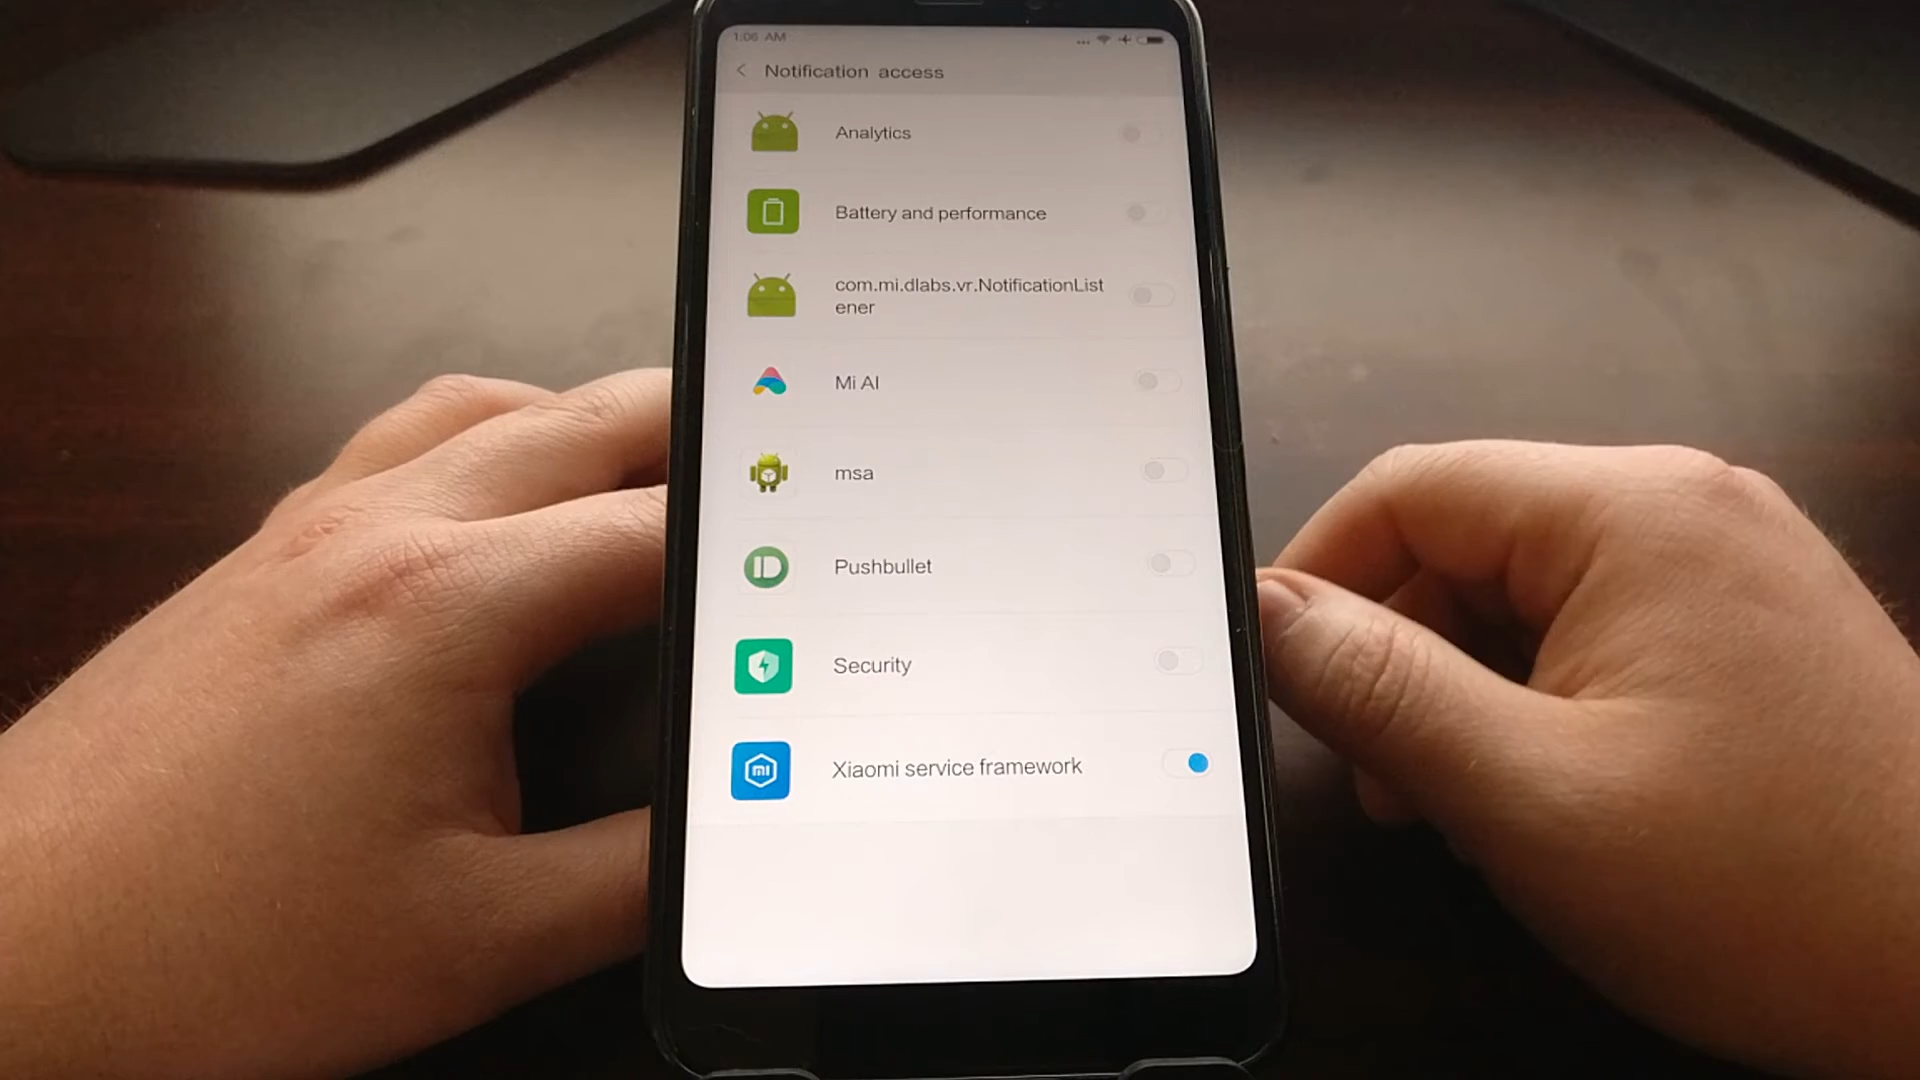 1:06 AM
Notification access
Analytics
Battery and performance
com.mi.dlabs.vr.NotificationList
ener
Mi AI
msa
Pushbullet
Security
mi
Xiaomi service framework